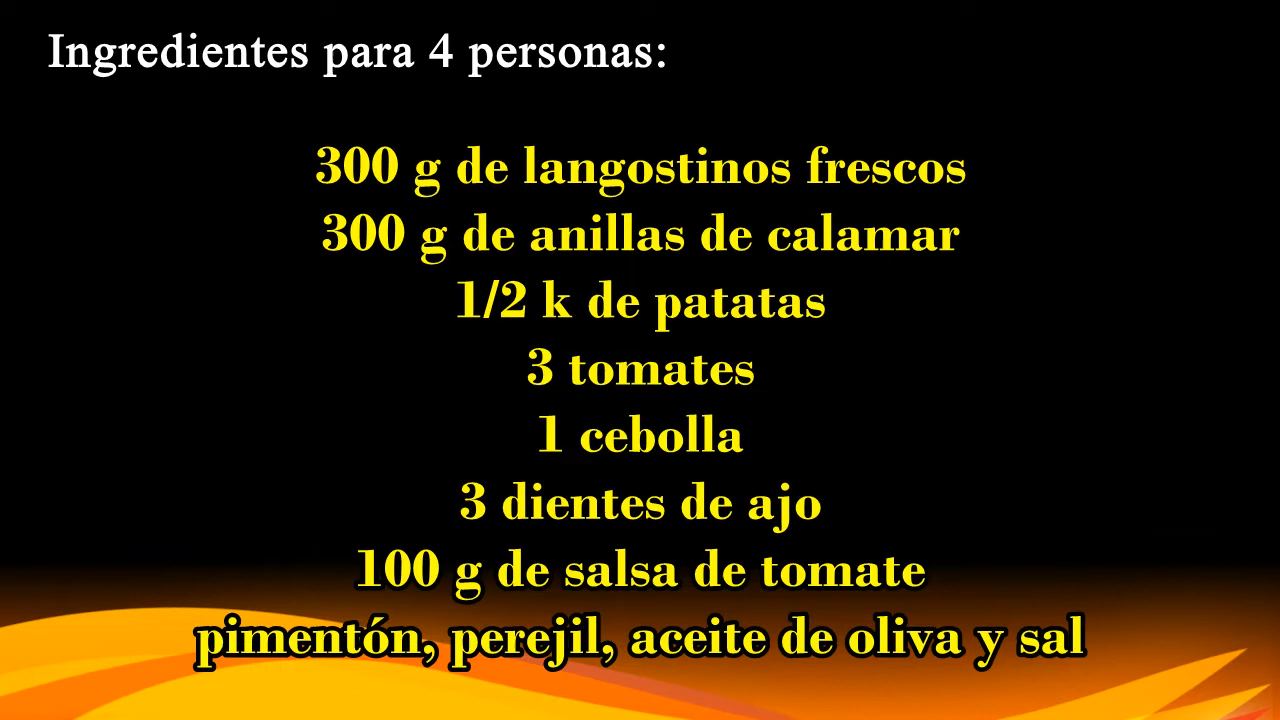 Ingredientes para 4 personas:
300 g de langostinos frescos
300 g de anillas de calamar
1/2 k de patatas
3 tomates
1 cebolla
3 dientes de ajo
100 g de salsa de tomate
pimentón, perejil, aceite de oliva y sal